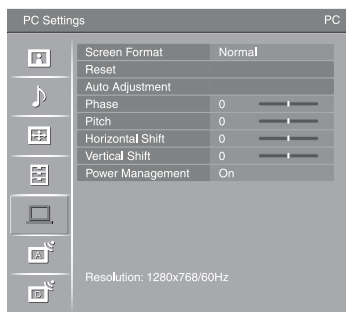 PC Settings PC
Screen Format Normal
Reset
Auto Adjustment
Phase 0
Pitch 0
Horizontal Shift 0
Vertical Shift 0
Power Management On
A
D
Resolution: 1280x768/60Hz